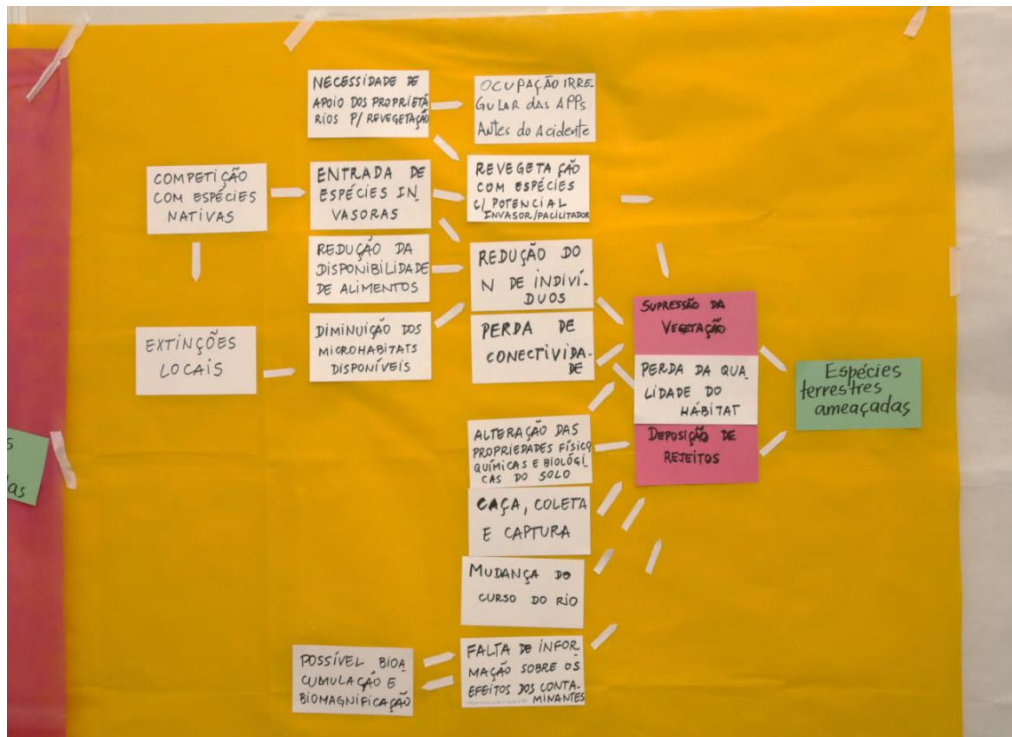 NECESSIDADE DE
APOIO DOS PROPRIETÁ
RIOS P/ REVEGETAÇÃO
OCUPAÇÃO IRRE-
GULAR DAS APPs
Antes do Acidente
COMPETIÇÃO
COM ESPÉCIES
NATIVAS
ENTRADA DE
ESPÉCIES IN
VASORAS
REVEGETAÇÃO
COM ESPÉCIES
C/ POTENCIAL
INVASOR/FACILITADOR
REDUÇÃO DA
DISPONIBILIDADE
DE ALIMENTOS
REDUÇÃO DO
N DE INDIVÍ-
DUOS
EXTINÇÕES
LOCAIS
DIMINUIÇÃO DOS
MICROHABITATS
DISPONÍVEIS
PERDA DE
CONECTIVIDA-
DE
SUPRESSÃO DA
VEGETAÇÃO
PERDA DA QUA_
LIDADE DO
HÁBITAT
DEPOSIÇÃO DE
REJEITOS
Espécies
terrestres
ameaçadas
ALTERAÇÃO DAS
PROPRIEDADES FÍSICO
QUÍMICAS E BIOLÓGI_
CAS DO SOLO
CAÇA, COLETA
E CAPTURA
MUDANÇA DO
CURSO DO RIO
POSSÍVEL BIOA_
CUMULAÇÃO E
BIOMAGNIFICAÇÃO
FALTA DE INFOR
MAÇÃO SOBRE OS
EFEITOS DOS CONTA_
MINANTES